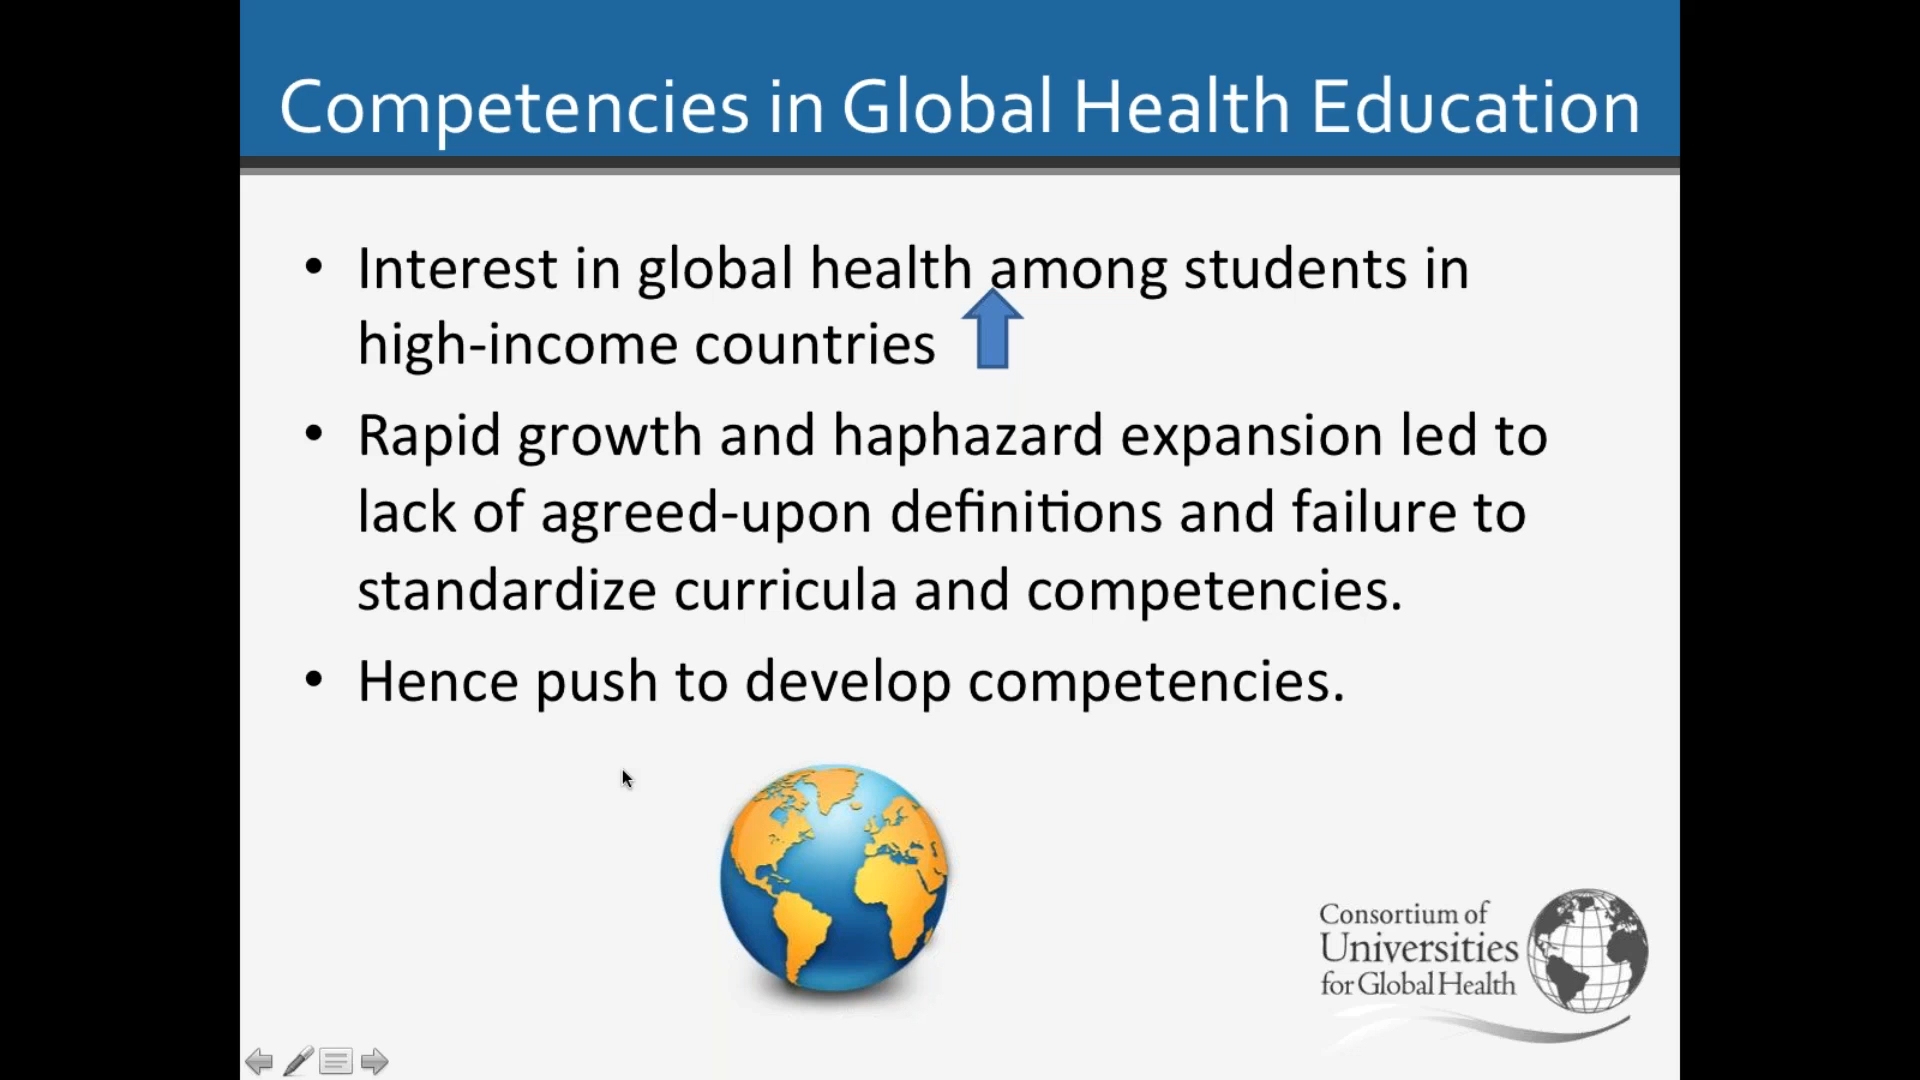 Competencies in Global Health Education
• Interest in global health among students in
high-income countries
• Rapid growth and haphazard expansion led to
lack of agreed-upon definitions and failure to
standardize curricula and competencies.
• Hence push to develop competencies.
Consortium of
Universities
for Global Health